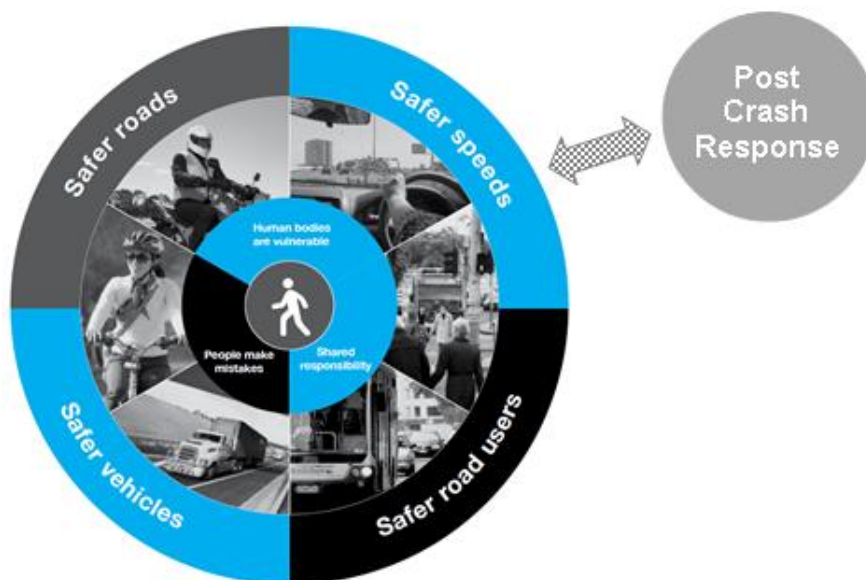 Safer roads
Safer speeds
Post
Crash
Response
Human bodies
are vulnerable
People make
mistakes
Shared
responsibility
Safer vehicles
Safer road users